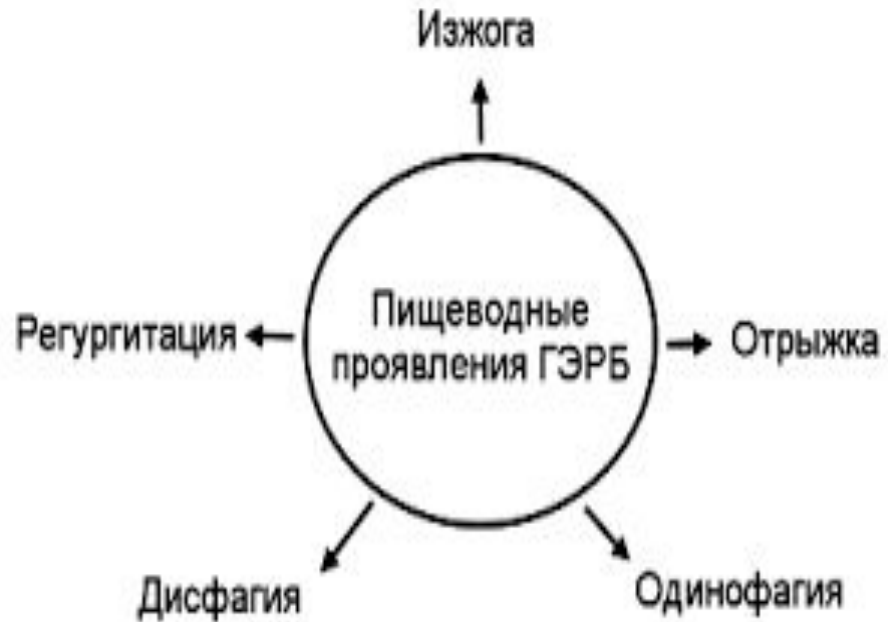 Изжога
Пищеводные
проявления ГЭРБ
Регургитация
Отрыжка
Дисфагия
Одинофагия